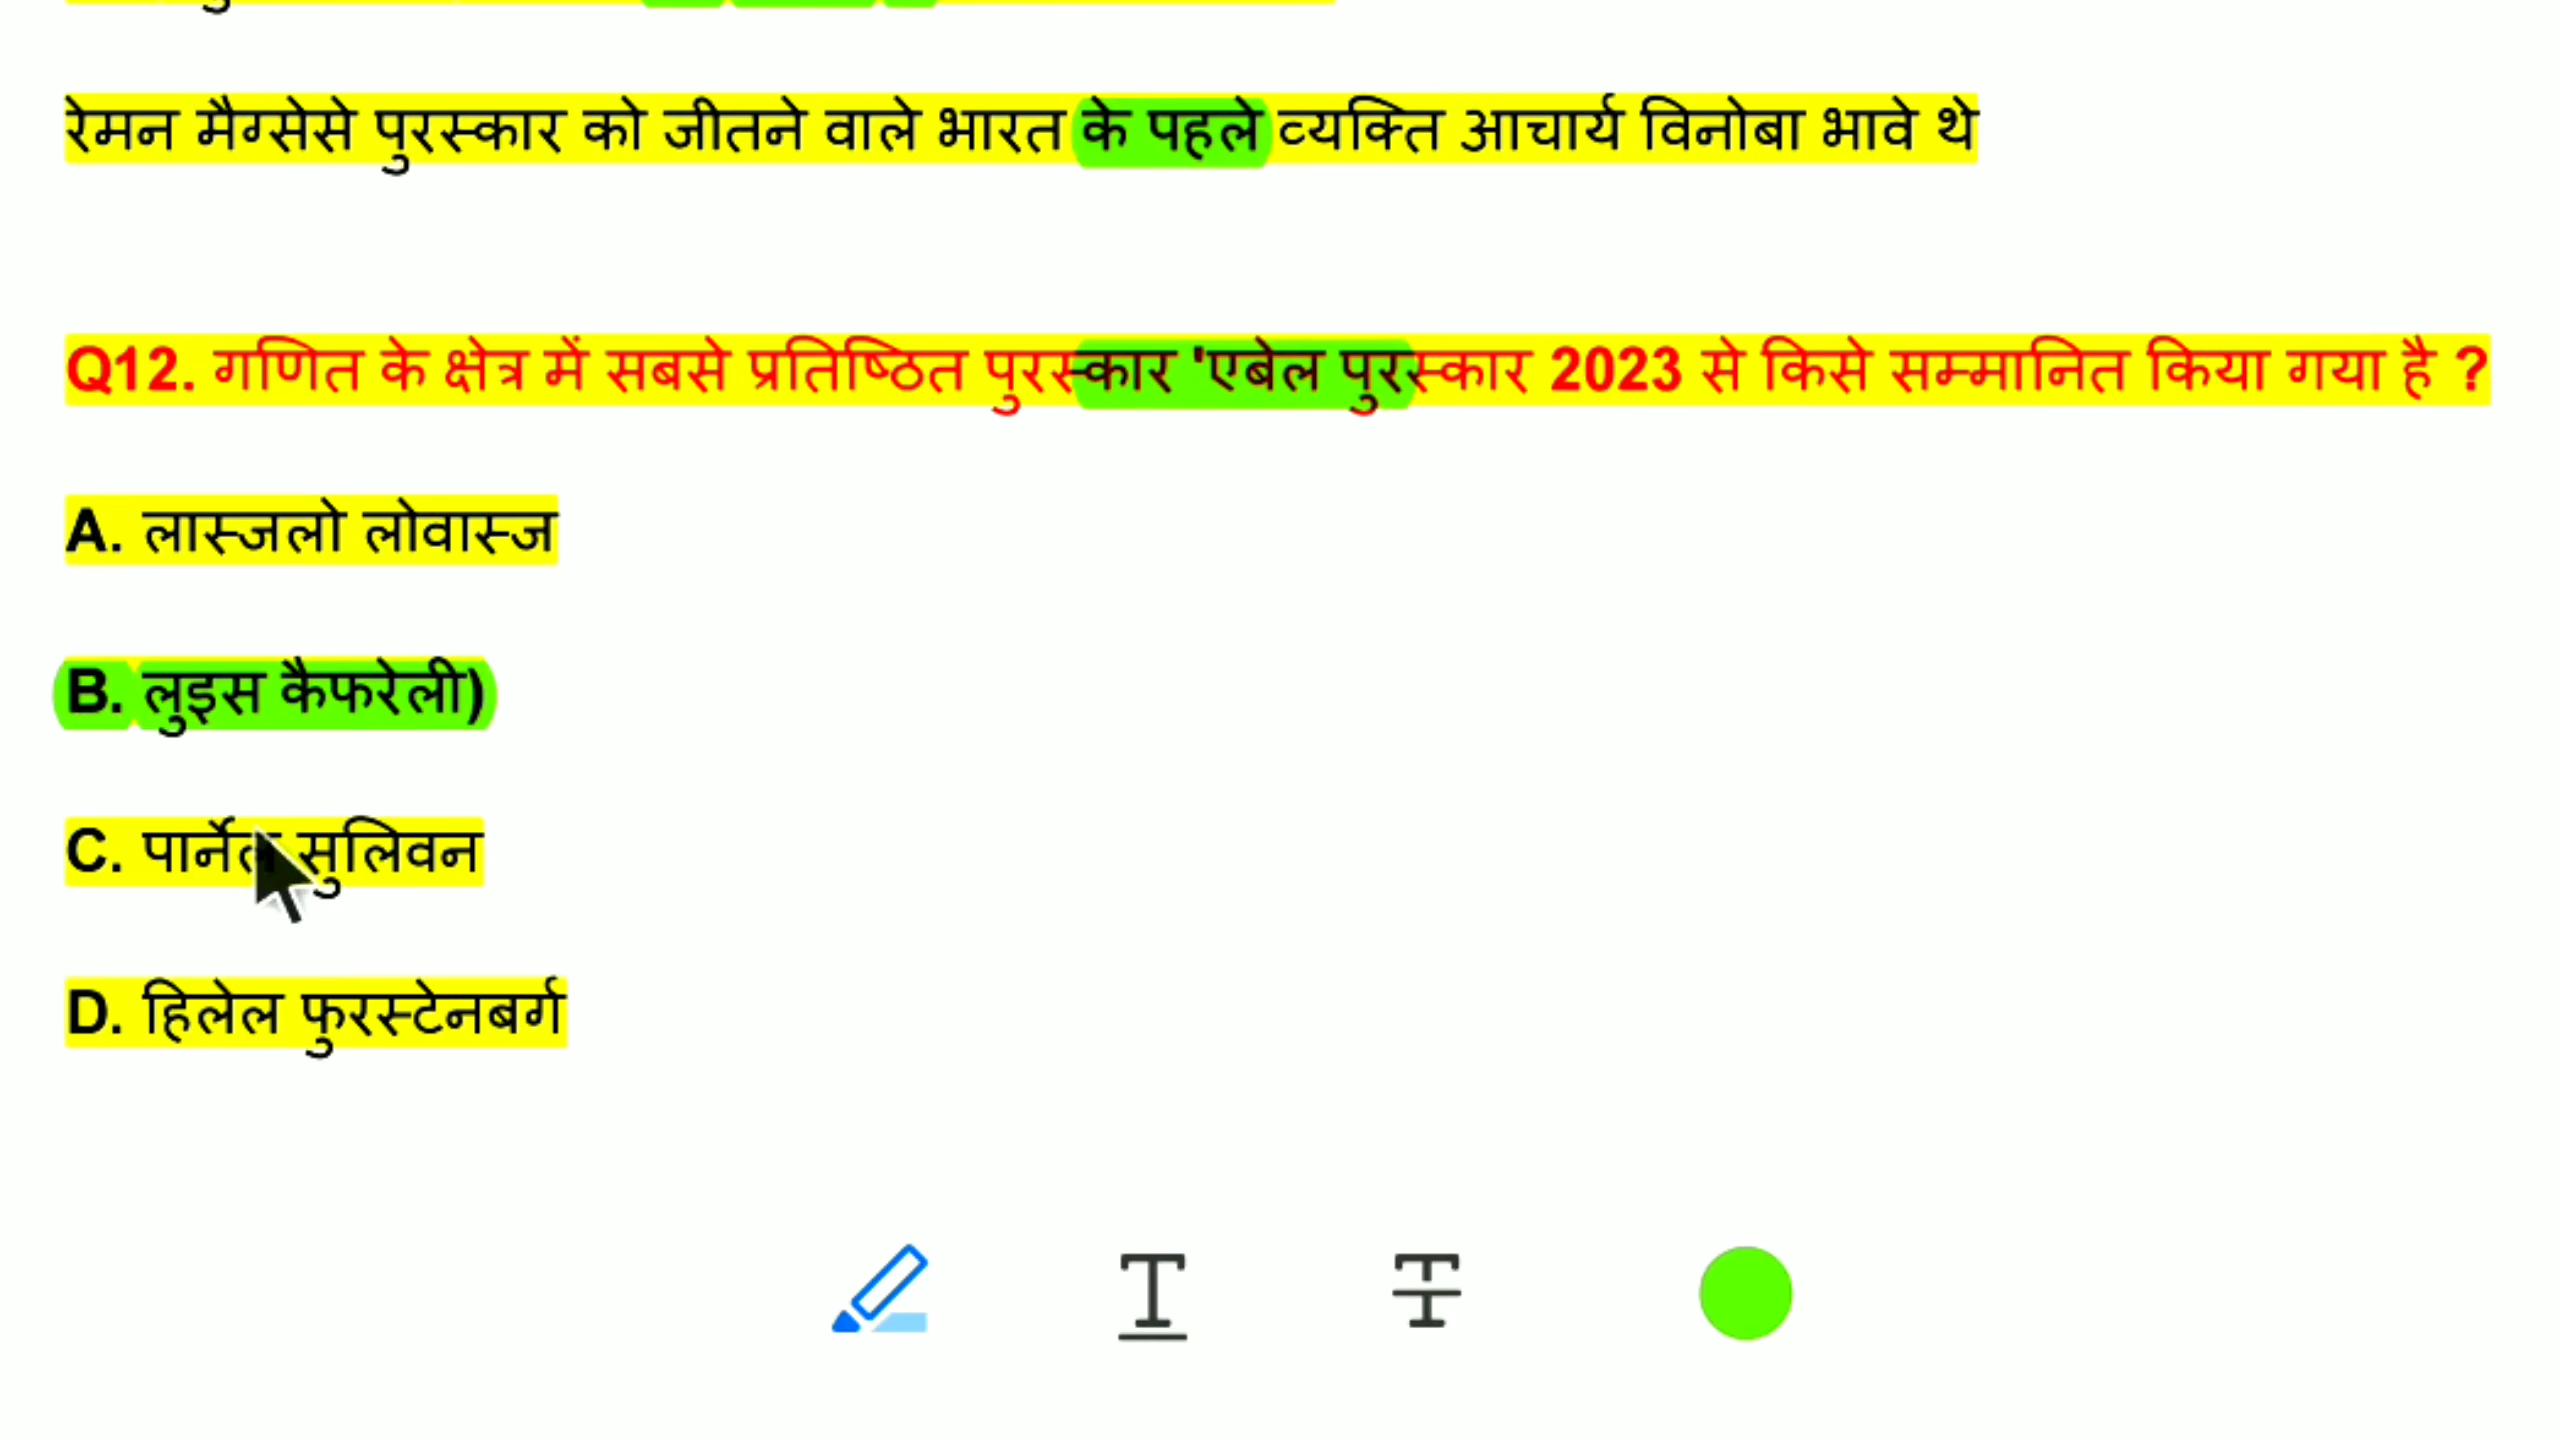 रेमन मैग्सेसे पुरस्कार को जीतने वाले भारत के पहले व्यक्ति आचार्य विनोबा भावे थे
Q12. गणित के क्षेत्र में सबसे प्रतिष्ठित पुरस्कार 'एबेल पुरस्कार 2023 से किसे सम्मानित किया गया है ?
A. लास्जलो लोवास्ज
B. लुइस कैफरेली)
C. पार्नेल सुलिवन
D. हिलेल फुरस्टेनबर्ग